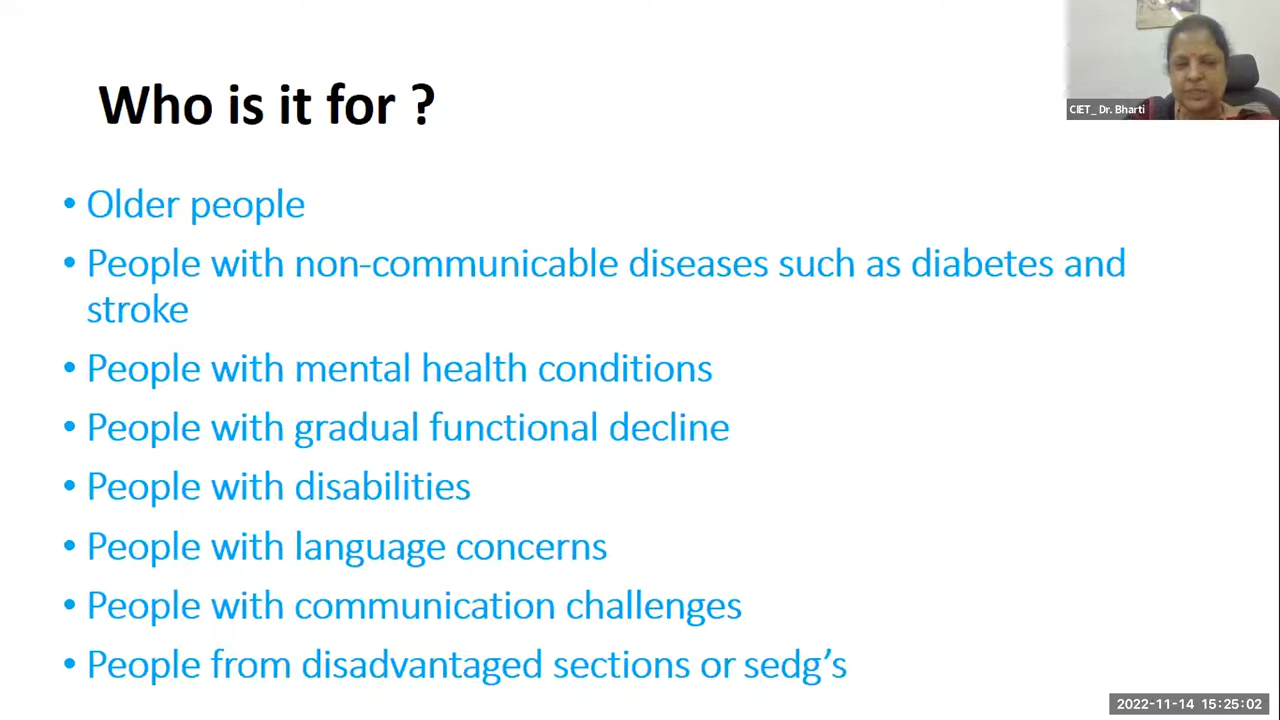 Who is it for ?
CIET_ Dr. Bharti
• Older people
• People with non-communicable diseases such as diabetes and
stroke
• People with mental health conditions
• People with gradual functional decline
• People with disabilities
• People with language concerns
• People with communication challenges
• People from disadvantaged sections or sedg’s
2022-11-14 15:25:02